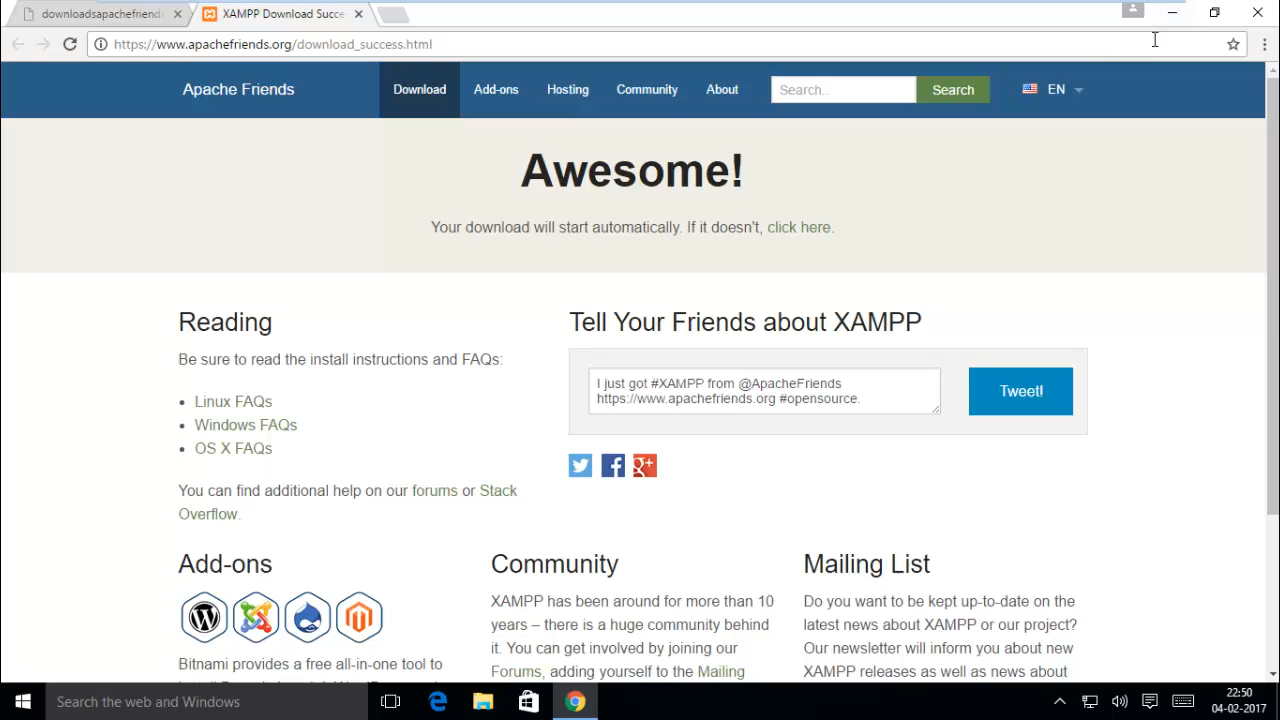 downloadsapachefriends
XAMPP Download Succe
https://www.apachefriends.org/download_success.html
Apache Friends
Download
Add-ons
Hosting
Community
About
Search..
Search
EN
Awesome!
Your download will start automatically. If it doesn't, click here.
Reading
Be sure to read the install instructions and FAQs:
Linux FAQs
Windows FAQs
OS X FAQs
You can find additional help on our forums or Stack
Overflow.
Tell Your Friends about XAMPP
I just got #XAMPP from @ApacheFriends
https://www.apachefriends.org #opensource.
Tweet!
Add-ons
Bitnami provides a free all-in-one tool to
Community
XAMPP has been around for more than 10
years – there is a huge community behind
it. You can get involved by joining our
Forums, adding yourself to the Mailing
Mailing List
Do you want to be kept up-to-date on the
latest news about XAMPP or our project?
Our newsletter will inform you about new
XAMPP releases as well as news about
Search the web and Windows
22:50
04-02-2017